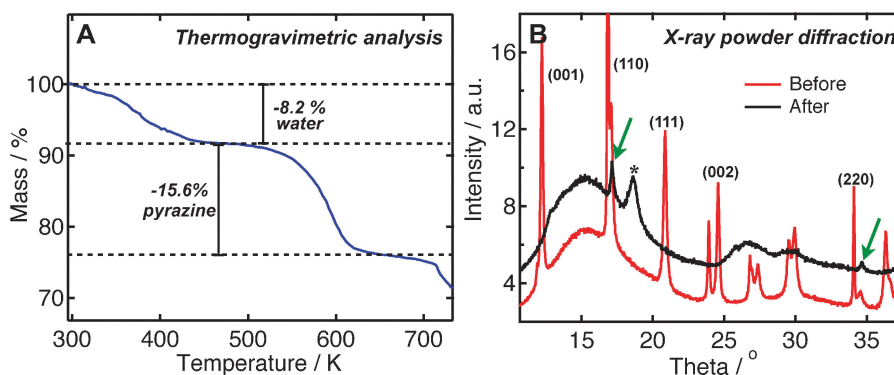 A
Thermogravimetric analysis
100
90
80
70
Mass / %
-8.2 %
water
-15.6%
pyrazine
300
400
500
600
700
Temperature / K
B
X-ray powder diffraction
16
12
8
4
Intensity / a.u.
(001)
(110)
Before
After
(111)
*
(002)
(220)
15
20
25
30
35
Theta / °